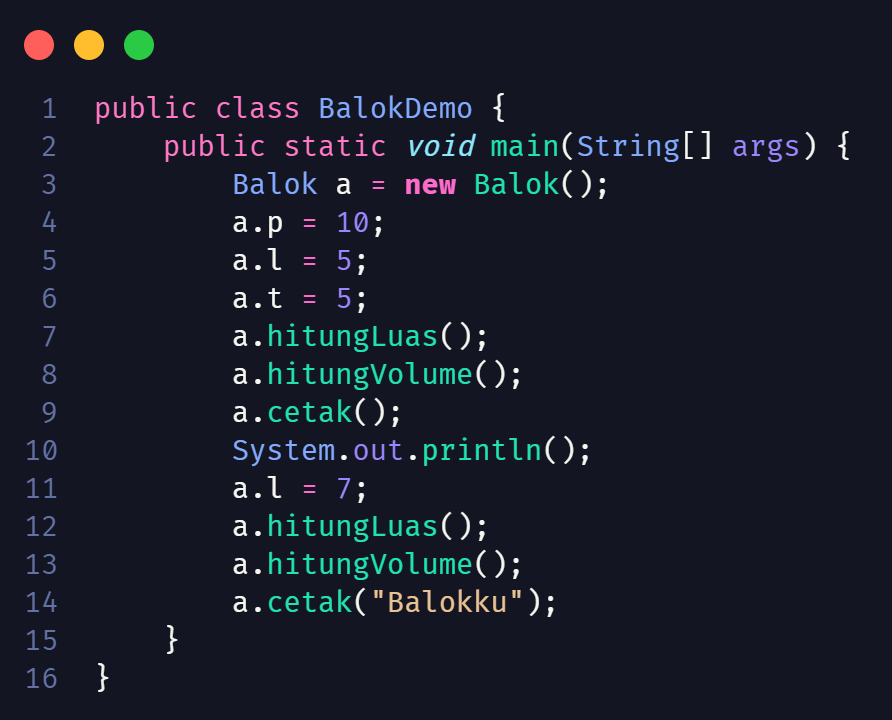 1 public class BalokDemo {
2     public static void main(String[] args) {
3         Balok a = new Balok();
4         a.p = 10;
5         a.l = 5;
6         a.t = 5;
7         a.hitungLuas();
8         a.hitungVolume();
9         a.cetak();
10         System.out.println();
11         a.l = 7;
12         a.hitungLuas();
13         a.hitungVolume();
14         a.cetak("Balokku");
15     }
16 }